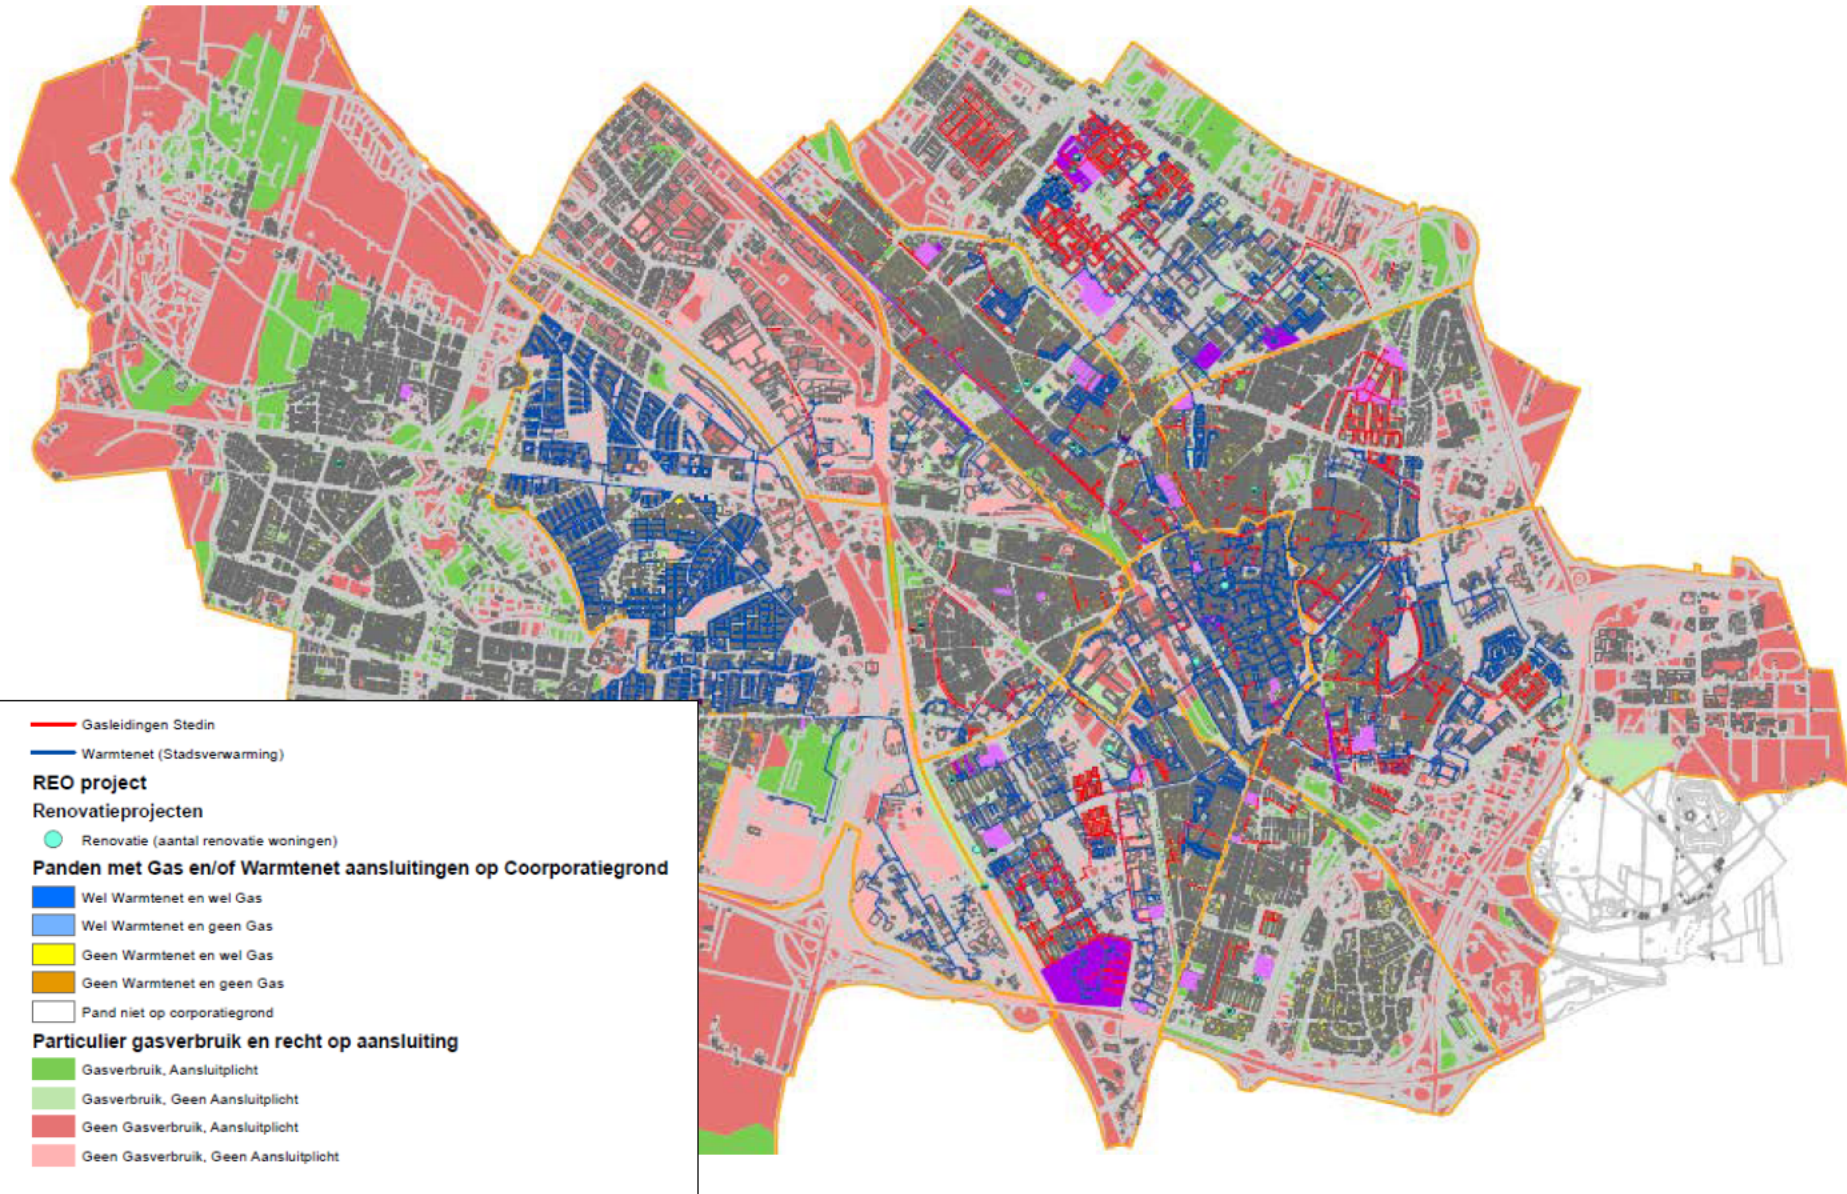 Gasleidingen Stedin
Warmtenet (Stadsverwarming)
REO project
Renovatieprojecten
Renovatie (aantal renovatie woningen)
Panden met Gas en/of Warmtenet aansluitingen op Coorporatiegrond
Wel Warmtenet en wel Gas
Wel Warmtenet en geen Gas
Geen Warmtenet en wel Gas
Geen Warmtenet en geen Gas
Pand niet op corporatiegrond
Particulier gasverbruik en recht op aansluiting
Gasverbruik, Aansluitplicht
Gasverbruik, Geen Aansluitplicht
Geen Gasverbruik, Aansluitplicht
Geen Gasverbruik, Geen Aansluitplicht